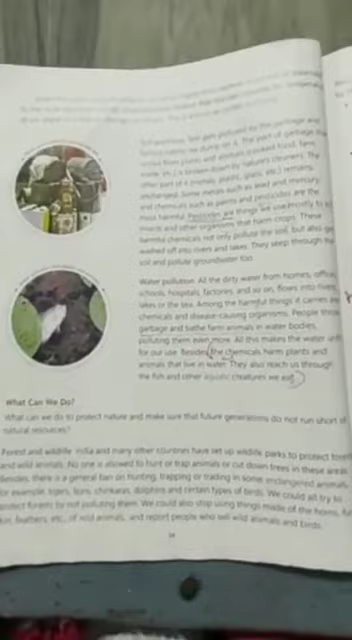 Soil pollution: Soil gets polluted by the garbage and
factory wastes we dump on it. The part of garbage that
comes from plants and animals (cooked food, farm
waste etc.) is broken down by nature's cleaners. The
other part of it (metals, plastic, glass, etc.) remains.
Some metals such as lead and mercury,
and chemicals such as paints and pesticides are the
most harmful. Pesticides are things we use mostly to kill
insects and other organisms that harm crops. These
harmful chemicals not only pollute the soil, but also get
washed off into rivers and lakes. They seep through the
soil and pollute groundwater too.
Water pollution: All the dirty water from homes, offices,
schools, hospitals, factories, and so on, flows into rivers,
lakes or the sea. Among the harmful things it carries are
chemicals and disease-causing organisms. People throw
garbage and bathe farm animals in water bodies,
polluting them even more. All this makes the water unfit
for our use. Besides, the chemicals harm plants and
animals that live in water. They also reach us through
the fish and other aquatic creatures we eat.
What Can We Do?
What can we do to protect nature and make sure that future generations do not run short of
natural resources?
Forest and wildlife: India and many other countries have set up wildlife parks to protect forests
and wild animals. No one is allowed to hunt or trap animals or cut down trees in these areas.
Besides, there is a general ban on hunting, trapping or trading in some endangered animals,
for example, tigers, lions, chinkaras, dolphins and certain types of birds. We could all try to
protect forests by not polluting them. We could also stop using things made of the horns, fur,
skin, feathers, etc., of wild animals, and report people who sell wild animals and birds.